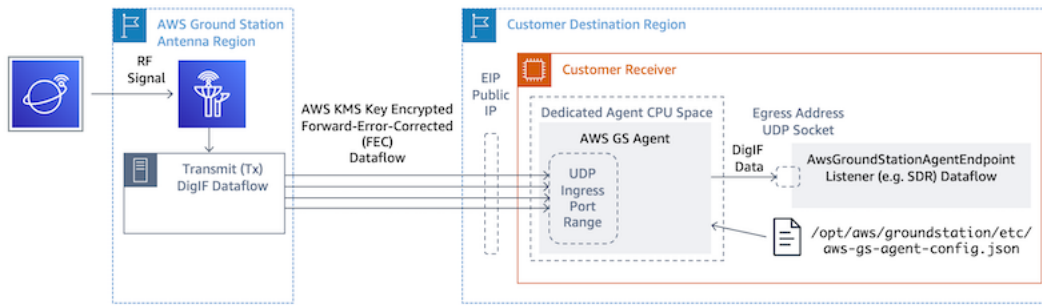 AWS Ground Station
Antenna Region
RF
Signal
Transmit (Tx)
DigIF Dataflow
AWS KMS Key Encrypted
Forward-Error-Corrected
(FEC)
Dataflow
Customer Destination Region
EIP
Public
IP
Customer Receiver
Dedicated Agent CPU Space
AWS GS Agent
UDP
Ingress
Port
Range
Egress Address
UDP Socket
DigIF
Data
AwsGroundStationAgentEndpoint
Listener (e.g. SDR) Dataflow
/opt/aws/groundstation/etc/
aws-gs-agent-config.json